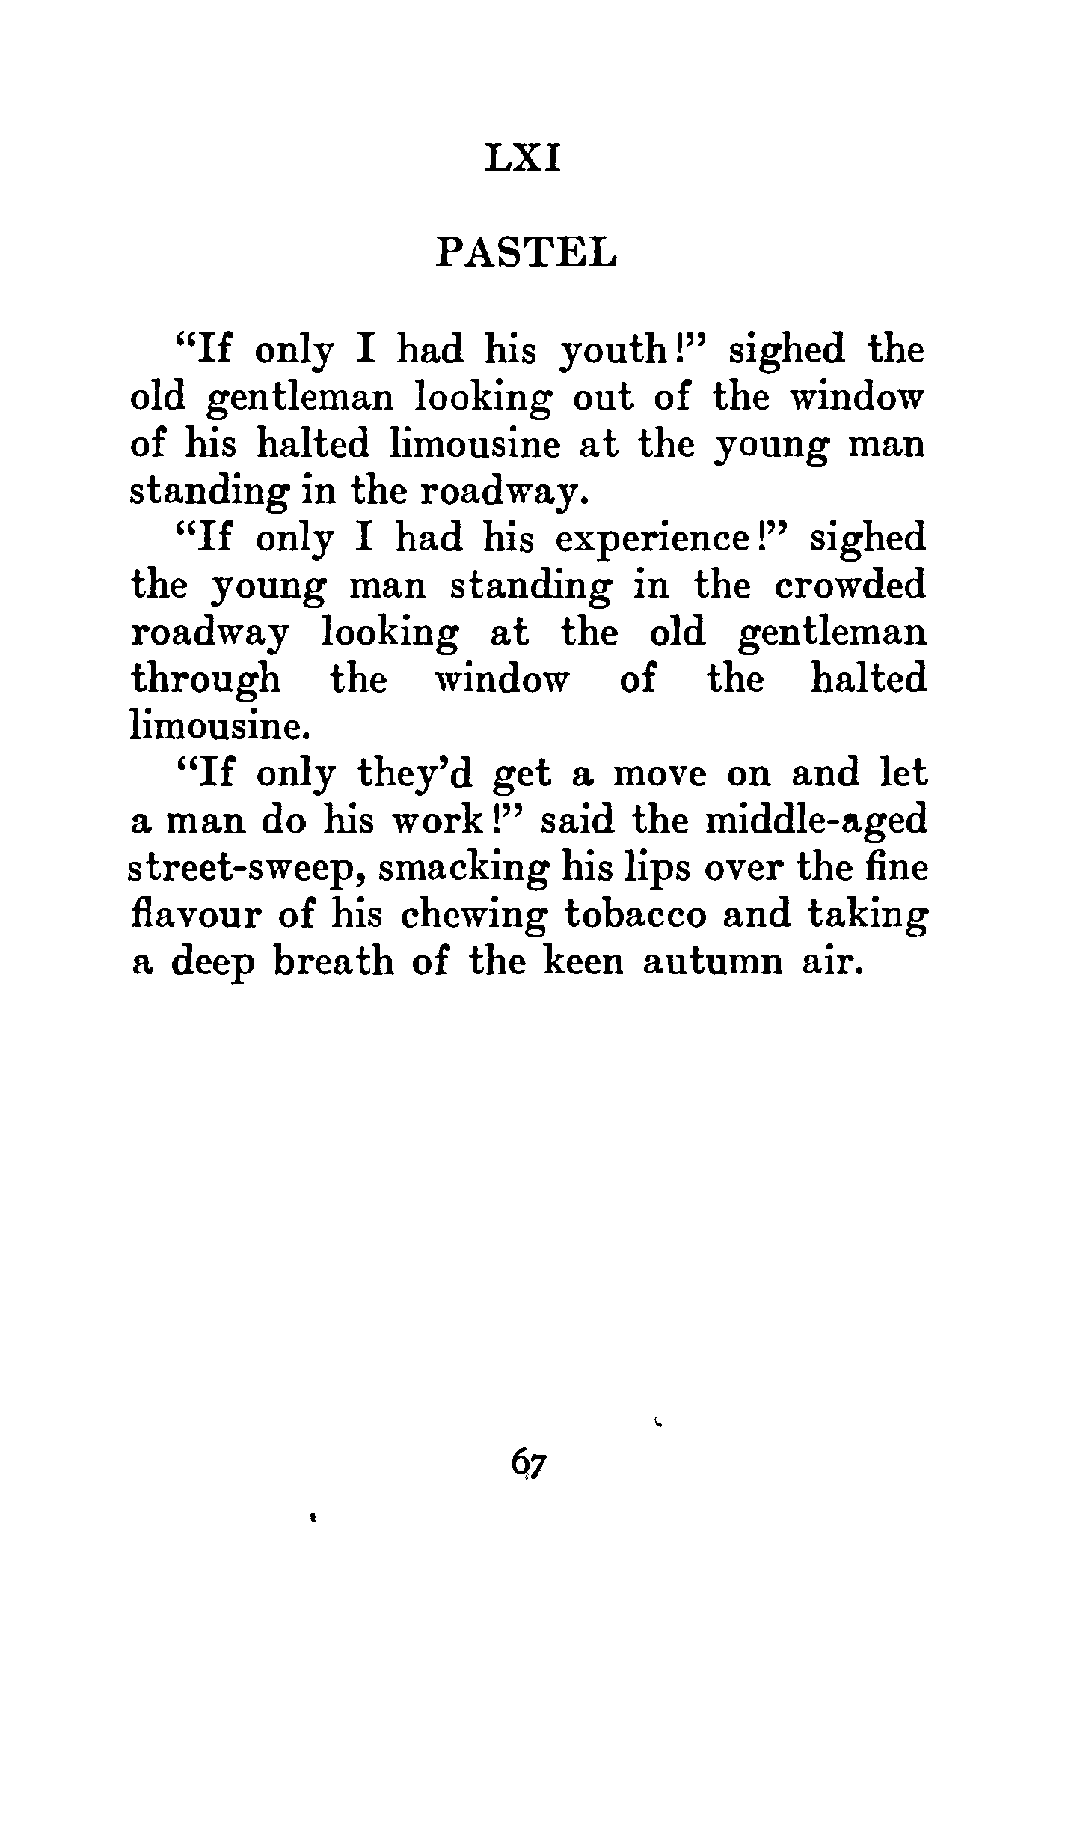 LXI
PASTEL
“If only I had his youth!” sighed the
old gentleman looking out of the window
of his halted limousine at the young man
standing in the roadway.
“If only I had his experience!” sighed
the young man standing in the crowded
roadway looking at the old gentleman
through the window of the halted
limousine.
“If only they’d get a move on and let
a man do his work!” said the middle-aged
street-sweep, smacking his lips over the fine
flavour of his chewing tobacco and taking
a deep breath of the keen autumn air.
67